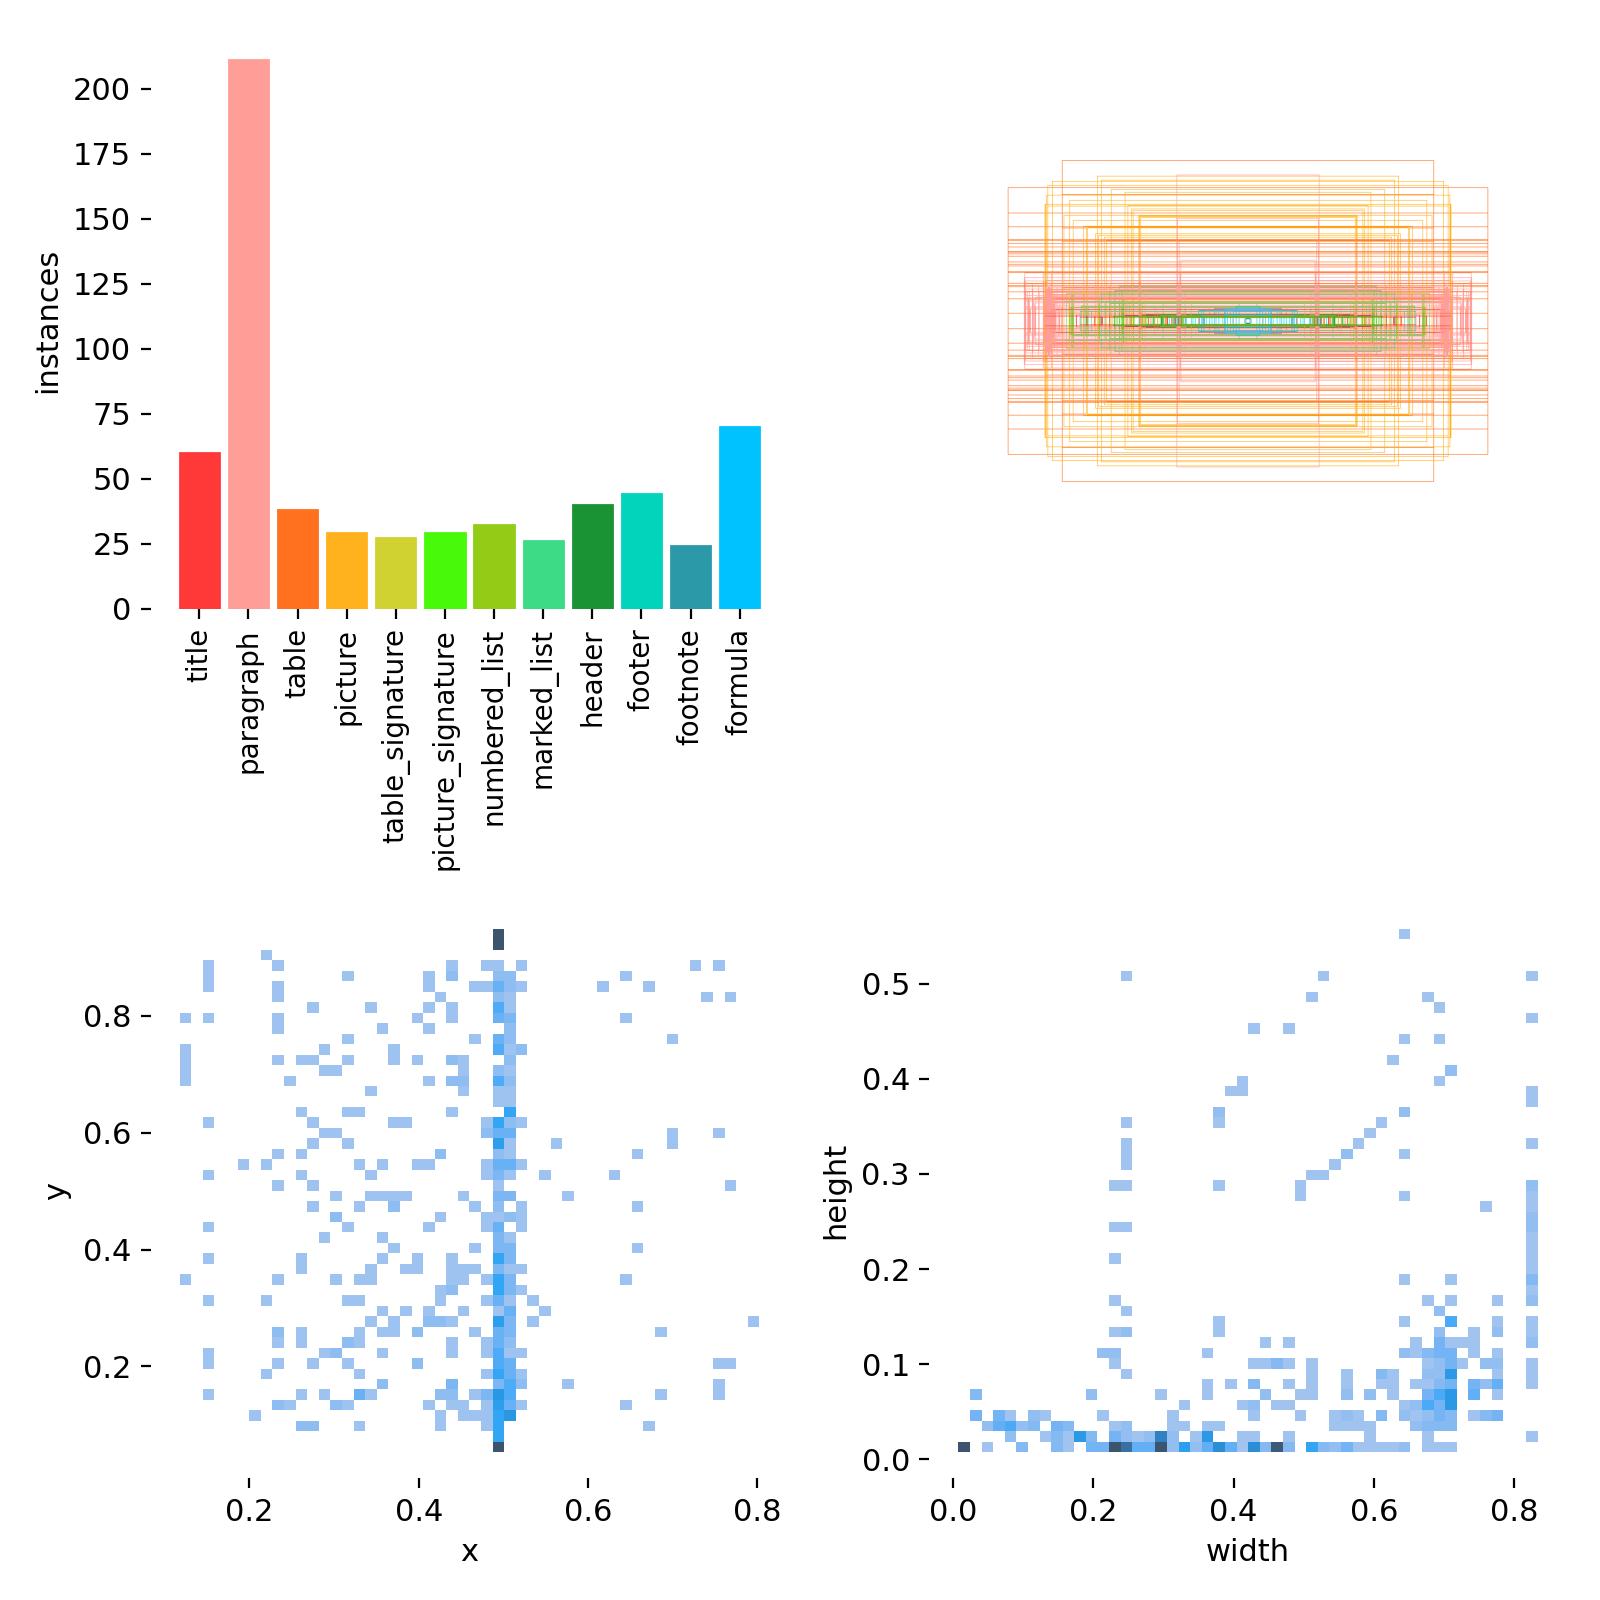 200
175
150
125
100
75
50
25
0
instances
title
paragraph
table
picture
table_signature
picture_signature
numbered_list
marked_list
header
footer
footnote
formula
0.8
0.6
0.4
0.2
y
0.2 0.4 0.6 0.8
x
0.5
0.4
0.3
0.2
0.1
0.0
height
0.0 0.2 0.4 0.6 0.8
width